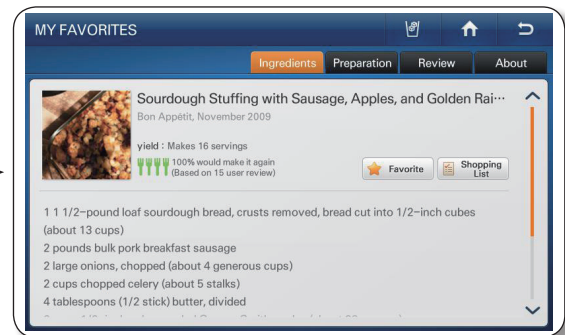 MY FAVORITES
Ingredients Preparation Review About
Sourdough Stuffing with Sausage, Apples, and Golden Rai···
Bon Appétit, November 2009
yield : Makes 16 servings
100% would make it again
(Based on 15 user review)
Favorite
Shopping
List
1 1 1/2-pound loaf sourdough bread, crusts removed, bread cut into 1/2-inch cubes
(about 13 cups)
2 pounds bulk pork breakfast sausage
2 large onions, chopped (about 4 generous cups)
2 cups chopped celery (about 5 stalks)
4 tablespoons (1/2 stick) butter, divided